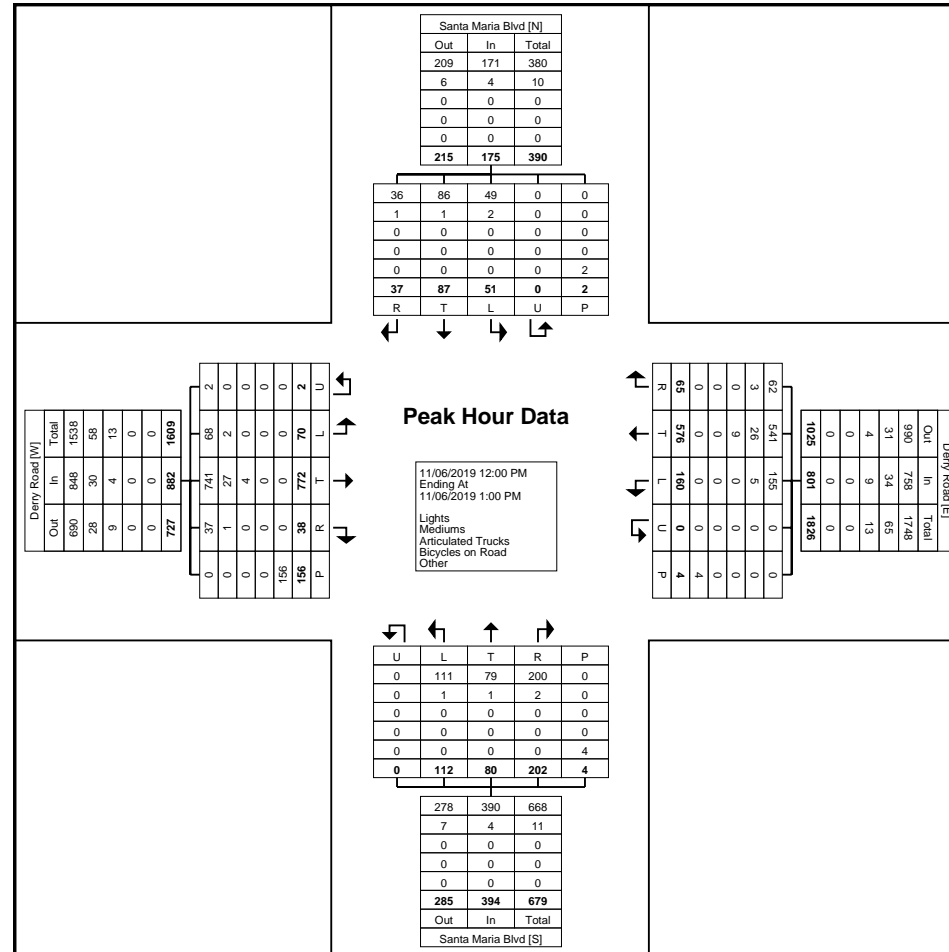 Santa Maria Blvd [N]
Out In Total
209 171 380
6 4 10
0 0 0
0 0 0
0 0 0
215 175 390
36 86 49 0 0
1 1 2 0 0
0 0 0 0 0
0 0 0 0 0
0 0 0 0 2
37 87 51 0 2
R T L U P
Derry Road [W]
Total 1538 58 13 0 0 1609
In 848 30 4 0 0 882
Out 690 28 9 0 0 727
2 0 0 0 0 2 U
68 2 0 0 0 70 L
741 27 4 0 0 772 T
37 1 0 0 0 38 R
0 0 0 0 156 156 P
Peak Hour Data
11/06/2019 12:00 PM
Ending At
11/06/2019 1:00 PM
Lights
Mediums
Articulated Trucks
Bicycles on Road
Other
R 65 0 0 0 3 62
T 576 0 0 9 26 541
L 160 0 0 0 5 155
U 0 0 0 0 0 0
P 4 4 0 0 0 0
1025 0 0 4 31 990 Out
801 0 0 9 34 758 In
1826 0 0 13 65 1748 Total
Derry Road [E]
U L T R P
0 111 79 200 0
0 1 1 2 0
0 0 0 0 0
0 0 0 0 0
0 0 0 0 4
0 112 80 202 4
278 390 668
7 4 11
0 0 0
0 0 0
0 0 0
285 394 679
Out In Total
Santa Maria Blvd [S]